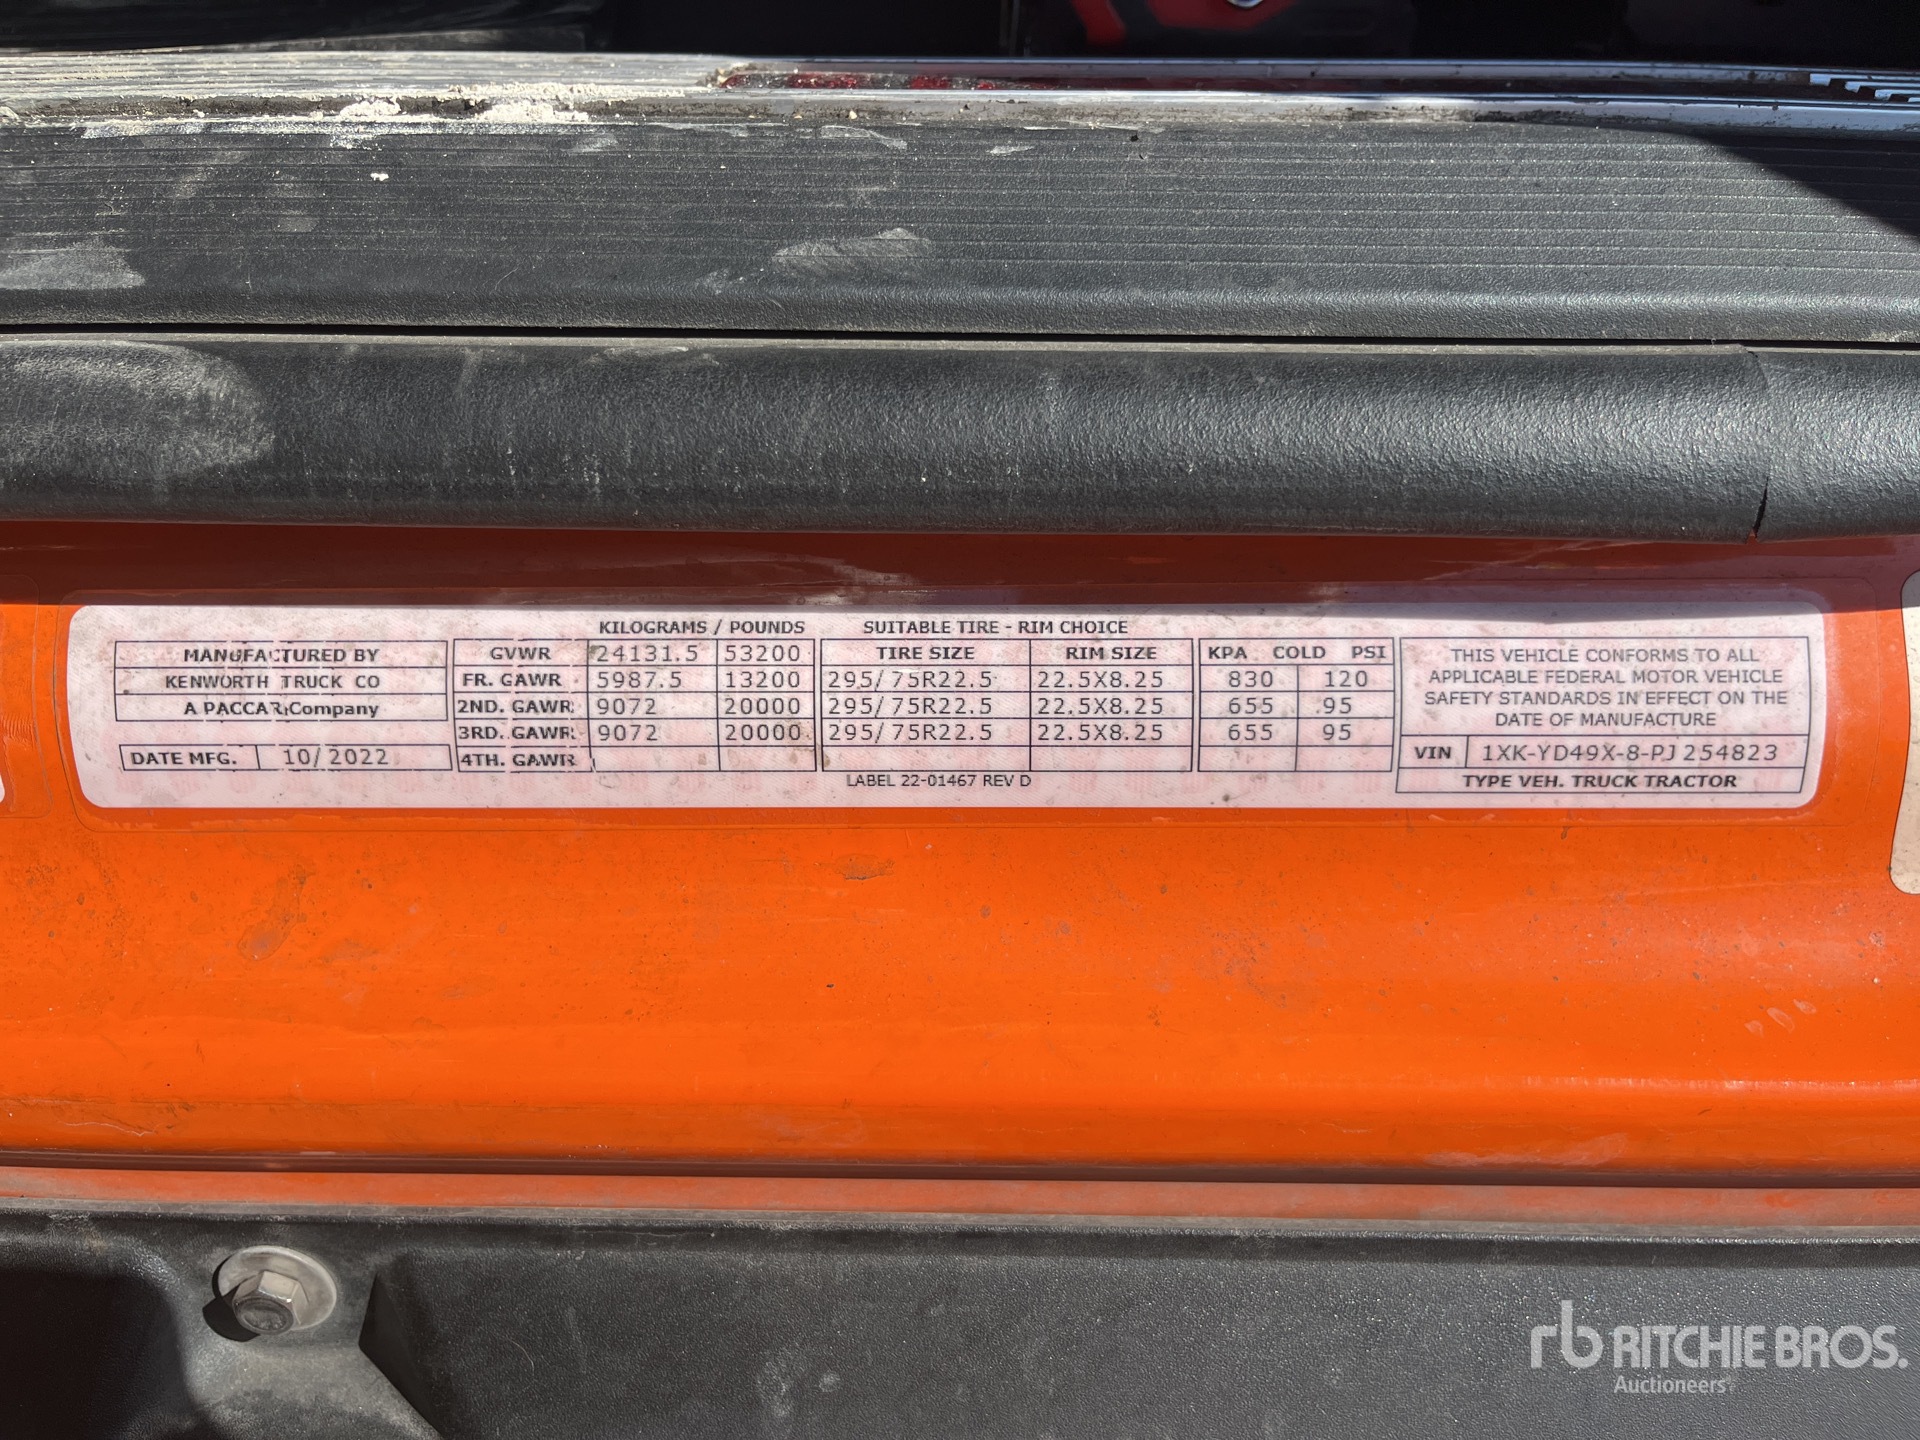 KILOGRAMS / POUNDS SUITABLE TIRE - RIM CHOICE
MANUFACTURED BY
KENWORTH TRUCK CO
A PACCAR Company
DATE MFG. 10/2022
GVWR 24131.5 53200 TIRE SIZE RIM SIZE KPA COLD PSI
FR. GAWR 5987.5 13200 295/75R22.5 22.5X8.25 830 120
2ND. GAWR 9072 20000 295/75R22.5 22.5X8.25 655 95
3RD. GAWR 9072 20000 295/75R22.5 22.5X8.25 655 95
4TH. GAWR
LABEL 22-01467 REV D
THIS VEHICLE CONFORMS TO ALL
APPLICABLE FEDERAL MOTOR VEHICLE
SAFETY STANDARDS IN EFFECT ON THE
DATE OF MANUFACTURE
VIN 1XK-YD49X-8-PJ254823
TYPE VEH. TRUCK TRACTOR
rb RITCHIE BROS.
Auctioneers